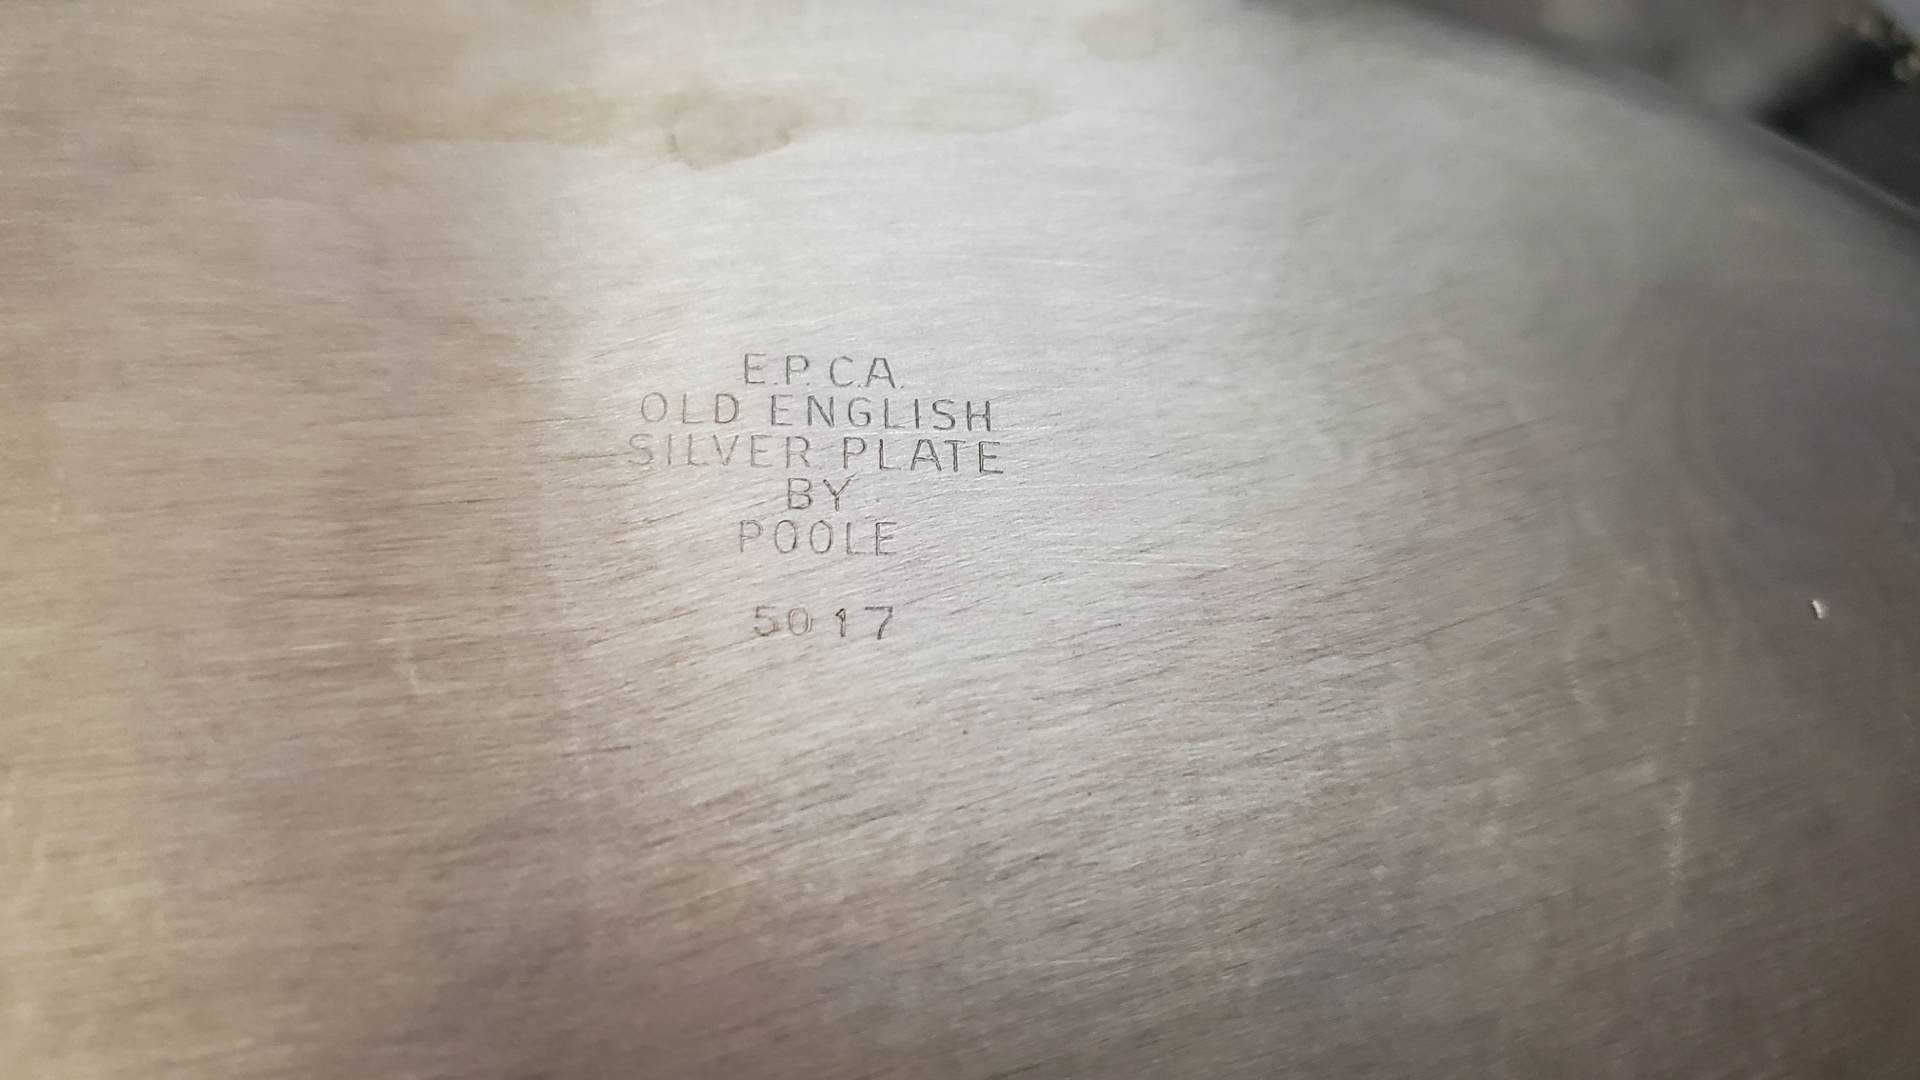 E.P.C.A.
OLD ENGLISH
SILVER PLATE
BY
POOLE
5017